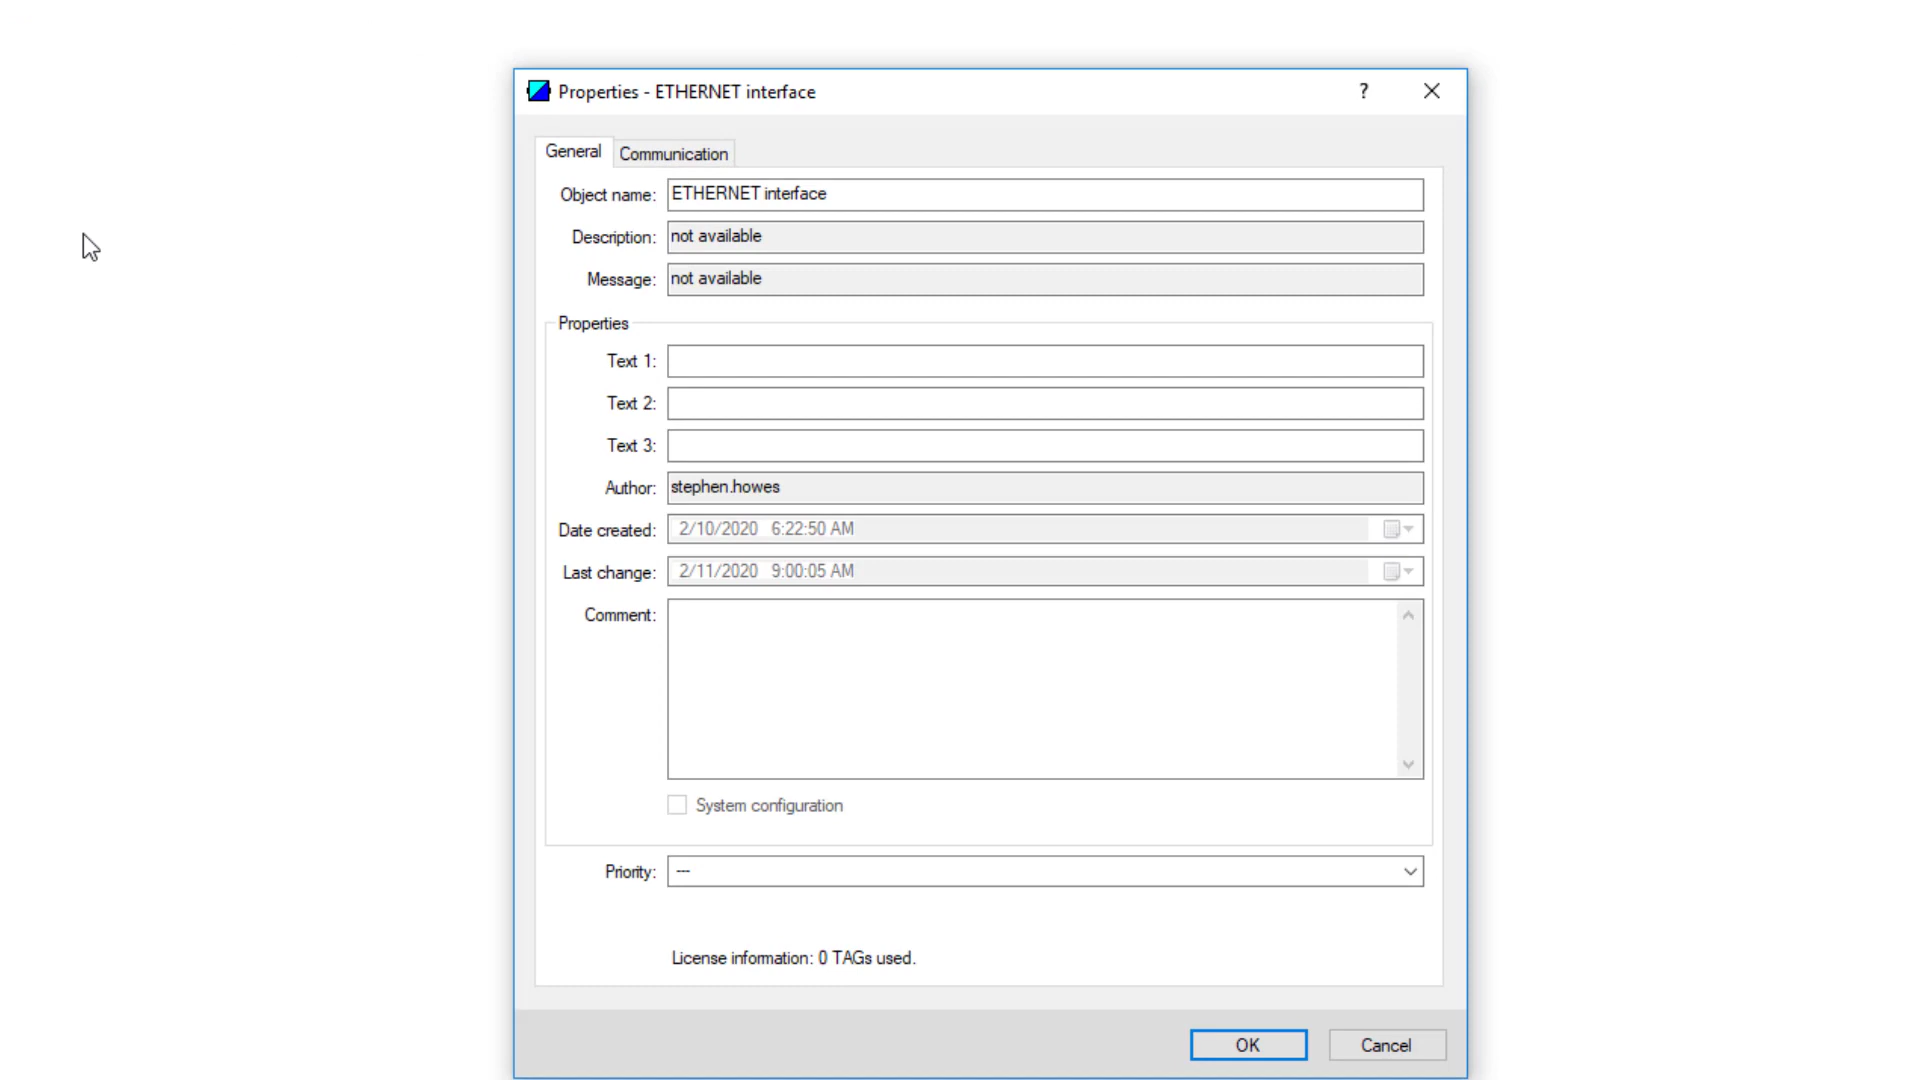 Properties - ETHERNET interface ?
General Communication
Object name: ETHERNET interface
Description: not available
Message: not available
Properties
Text 1:
Text 2:
Text 3:
Author: stephen.howes
Date created: 2/10/2020 6:22:50 AM
Last change: 2/11/2020 9:00:05 AM
Comment:
System configuration
Priority: ---
License information: 0 TAGs used.
OK Cancel